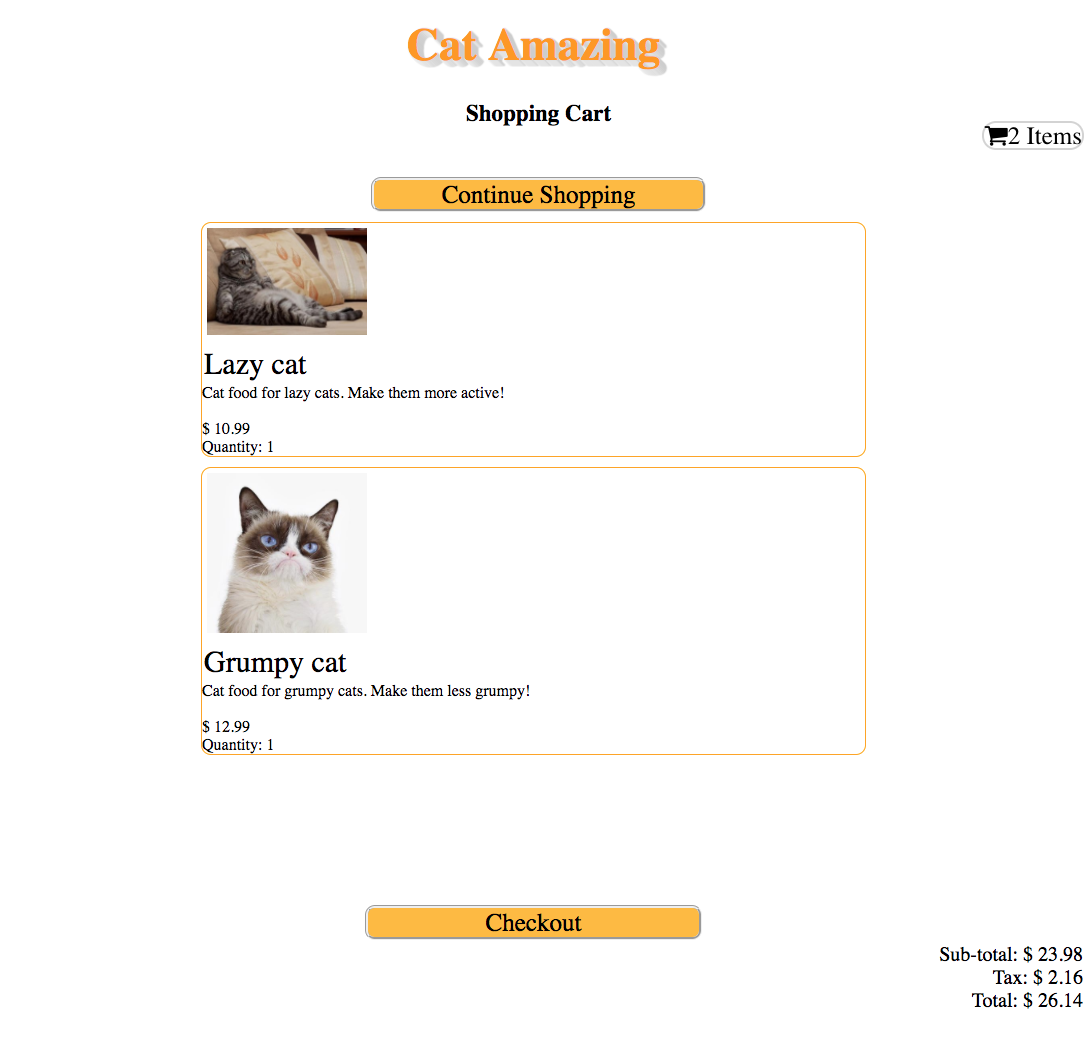 Cat Amazing
Shopping Cart
2 Items
Continue Shopping
Lazy cat
Cat food for lazy cats. Make them more active!
$ 10.99
Quantity: 1
Grumpy cat
Cat food for grumpy cats. Make them less grumpy!
$ 12.99
Quantity: 1
Checkout
Sub-total: $ 23.98
Tax: $ 2.16
Total: $ 26.14